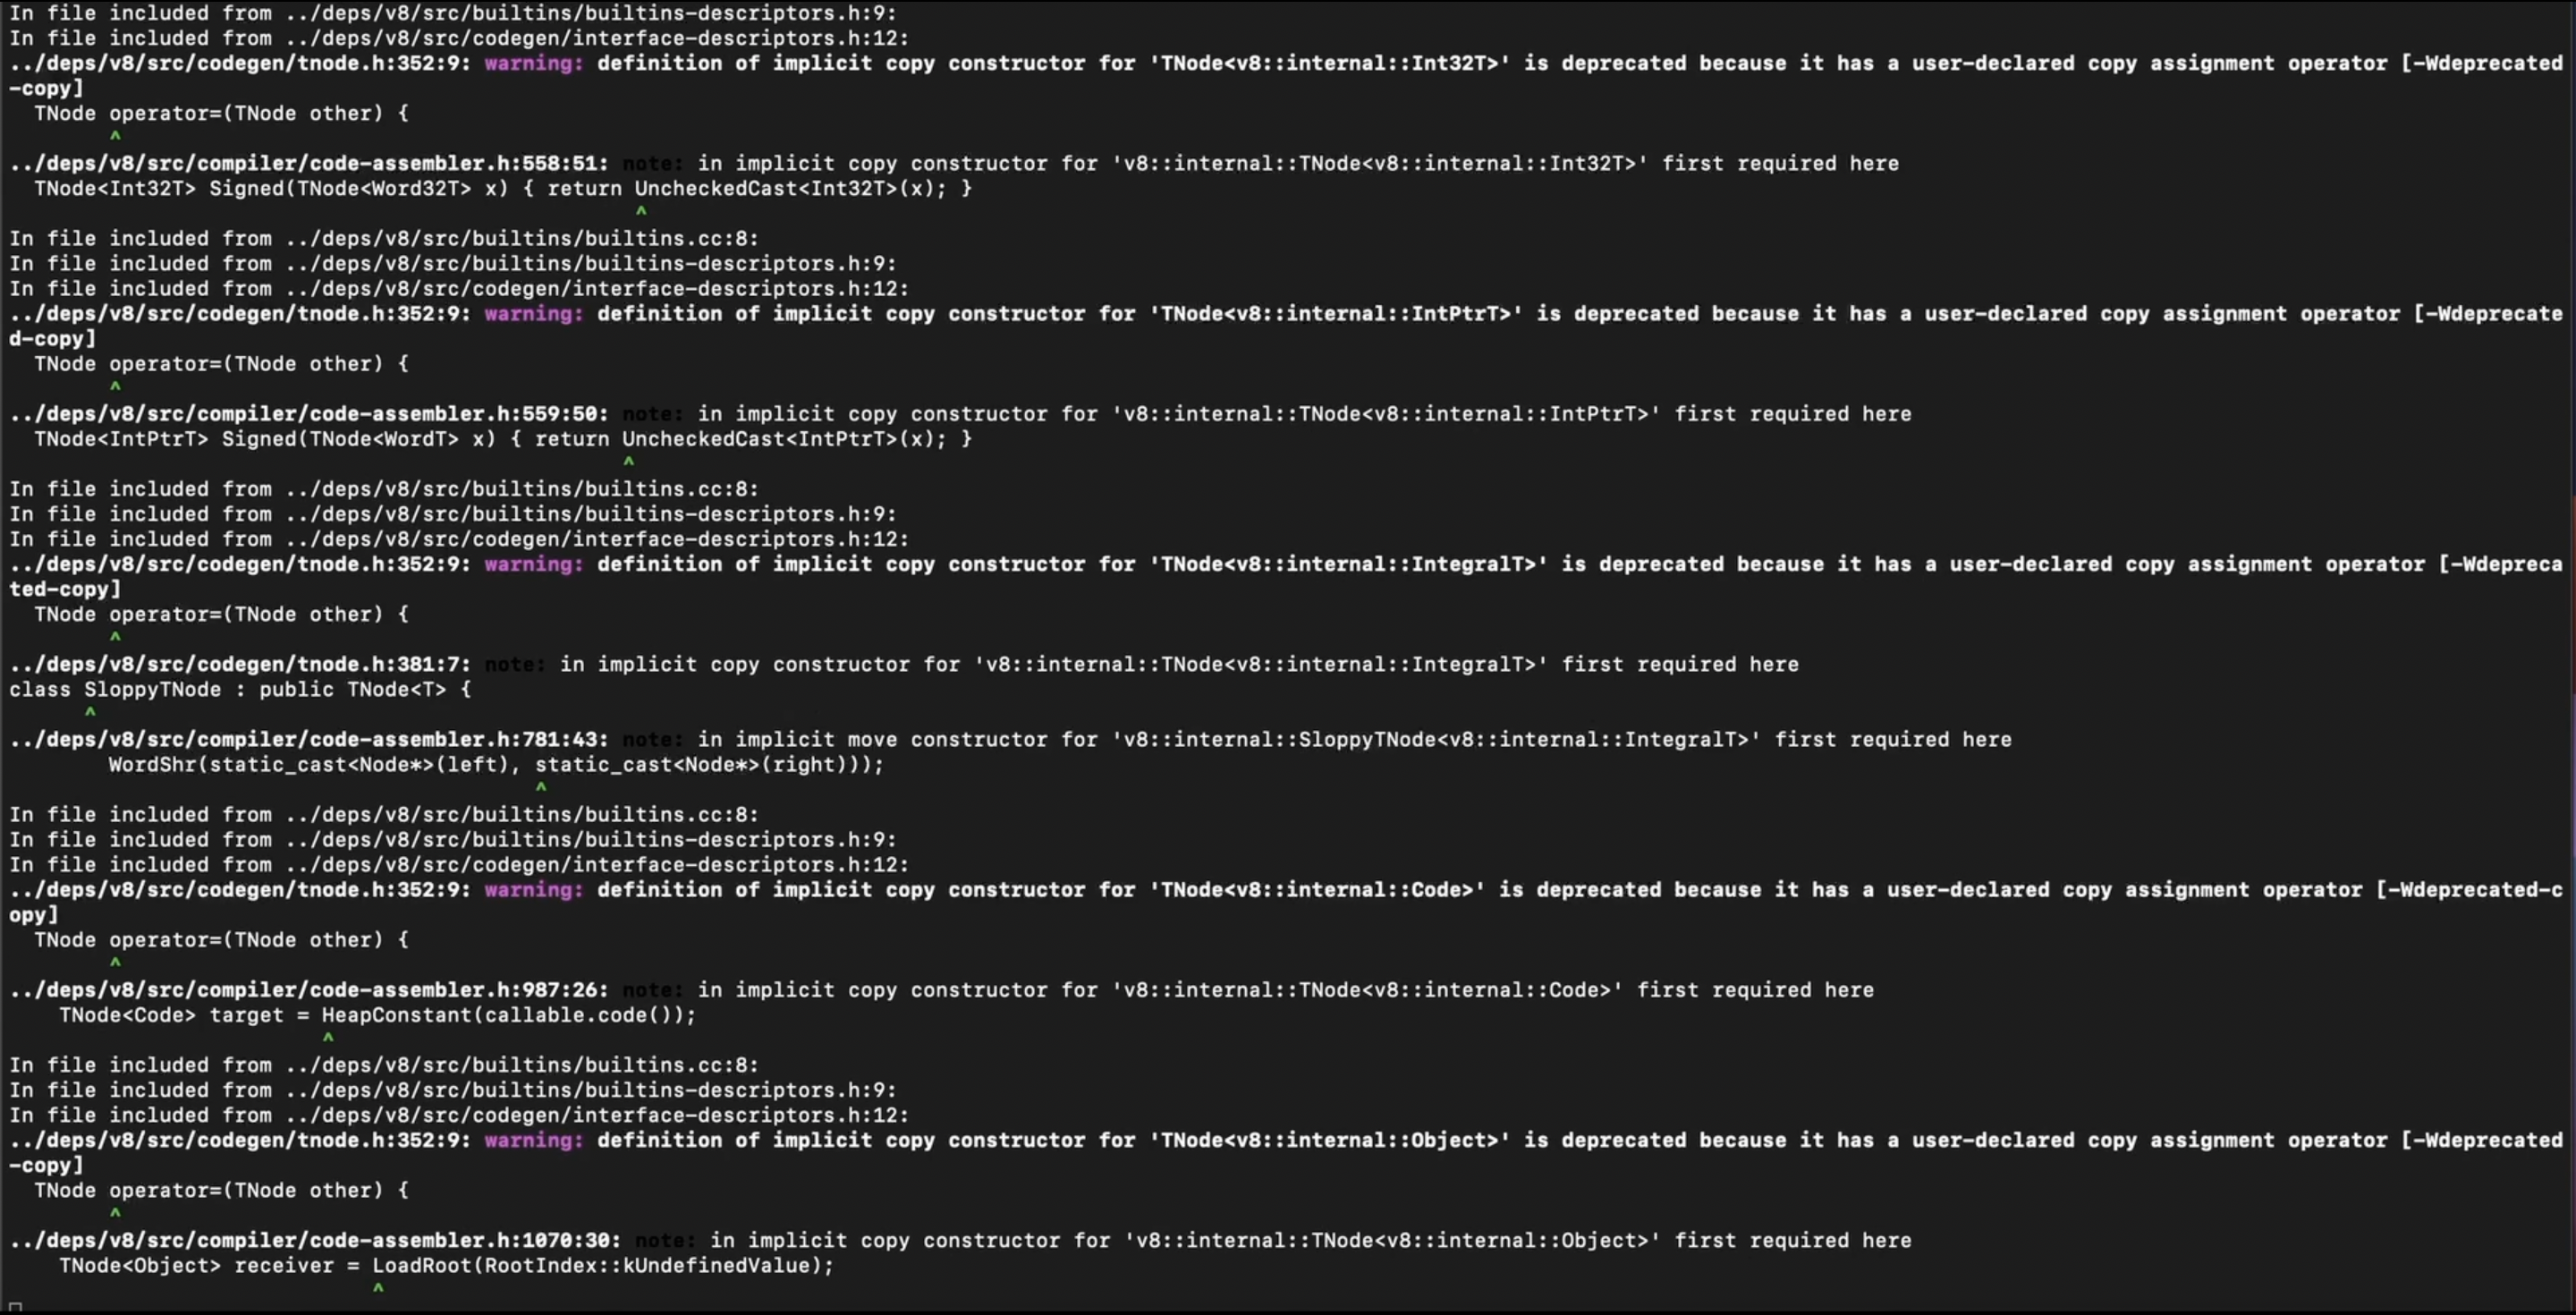 In file included from ../deps/v8/src/builtins/builtins-descriptors.h:9:
In file included from ../deps/v8/src/codegen/interface-descriptors.h:12:
../deps/v8/src/codegen/tnode.h:352:9: warning: definition of implicit copy constructor for 'TNode<v8::internal::Int32T>' is deprecated because it has a user-declared copy assignment operator [-Wdeprecated
-copy]
  TNode operator=(TNode other) {
        ^
../deps/v8/src/compiler/code-assembler.h:558:51: note: in implicit copy constructor for 'v8::internal::TNode<v8::internal::Int32T>' first required here
  TNode<Int32T> Signed(TNode<Word32T> x) { return UncheckedCast<Int32T>(x); }
                                                  ^
In file included from ../deps/v8/src/builtins/builtins.cc:8:
In file included from ../deps/v8/src/builtins/builtins-descriptors.h:9:
In file included from ../deps/v8/src/codegen/interface-descriptors.h:12:
../deps/v8/src/codegen/tnode.h:352:9: warning: definition of implicit copy constructor for 'TNode<v8::internal::IntPtrT>' is deprecated because it has a user-declared copy assignment operator [-Wdeprecate
d-copy]
  TNode operator=(TNode other) {
        ^
../deps/v8/src/compiler/code-assembler.h:559:50: note: in implicit copy constructor for 'v8::internal::TNode<v8::internal::IntPtrT>' first required here
  TNode<IntPtrT> Signed(TNode<WordT> x) { return UncheckedCast<IntPtrT>(x); }
                                                 ^
In file included from ../deps/v8/src/builtins/builtins.cc:8:
In file included from ../deps/v8/src/builtins/builtins-descriptors.h:9:
In file included from ../deps/v8/src/codegen/interface-descriptors.h:12:
../deps/v8/src/codegen/tnode.h:352:9: warning: definition of implicit copy constructor for 'TNode<v8::internal::IntegralT>' is deprecated because it has a user-declared copy assignment operator [-Wdepreca
ted-copy]
  TNode operator=(TNode other) {
        ^
../deps/v8/src/codegen/tnode.h:381:7: note: in implicit copy constructor for 'v8::internal::TNode<v8::internal::IntegralT>' first required here
class SloppyTNode : public TNode<T> {
      ^
../deps/v8/src/compiler/code-assembler.h:781:43: note: in implicit move constructor for 'v8::internal::SloppyTNode<v8::internal::IntegralT>' first required here
        WordShr(static_cast<Node*>(left), static_cast<Node*>(right)));
                                          ^
In file included from ../deps/v8/src/builtins/builtins.cc:8:
In file included from ../deps/v8/src/builtins/builtins-descriptors.h:9:
In file included from ../deps/v8/src/codegen/interface-descriptors.h:12:
../deps/v8/src/codegen/tnode.h:352:9: warning: definition of implicit copy constructor for 'TNode<v8::internal::Code>' is deprecated because it has a user-declared copy assignment operator [-Wdeprecated-c
opy]
  TNode operator=(TNode other) {
        ^
../deps/v8/src/compiler/code-assembler.h:987:26: note: in implicit copy constructor for 'v8::internal::TNode<v8::internal::Code>' first required here
    TNode<Code> target = HeapConstant(callable.code());
                         ^
In file included from ../deps/v8/src/builtins/builtins.cc:8:
In file included from ../deps/v8/src/builtins/builtins-descriptors.h:9:
In file included from ../deps/v8/src/codegen/interface-descriptors.h:12:
../deps/v8/src/codegen/tnode.h:352:9: warning: definition of implicit copy constructor for 'TNode<v8::internal::Object>' is deprecated because it has a user-declared copy assignment operator [-Wdeprecated
-copy]
  TNode operator=(TNode other) {
        ^
../deps/v8/src/compiler/code-assembler.h:1070:30: note: in implicit copy constructor for 'v8::internal::TNode<v8::internal::Object>' first required here
    TNode<Object> receiver = LoadRoot(RootIndex::kUndefinedValue);
                             ^